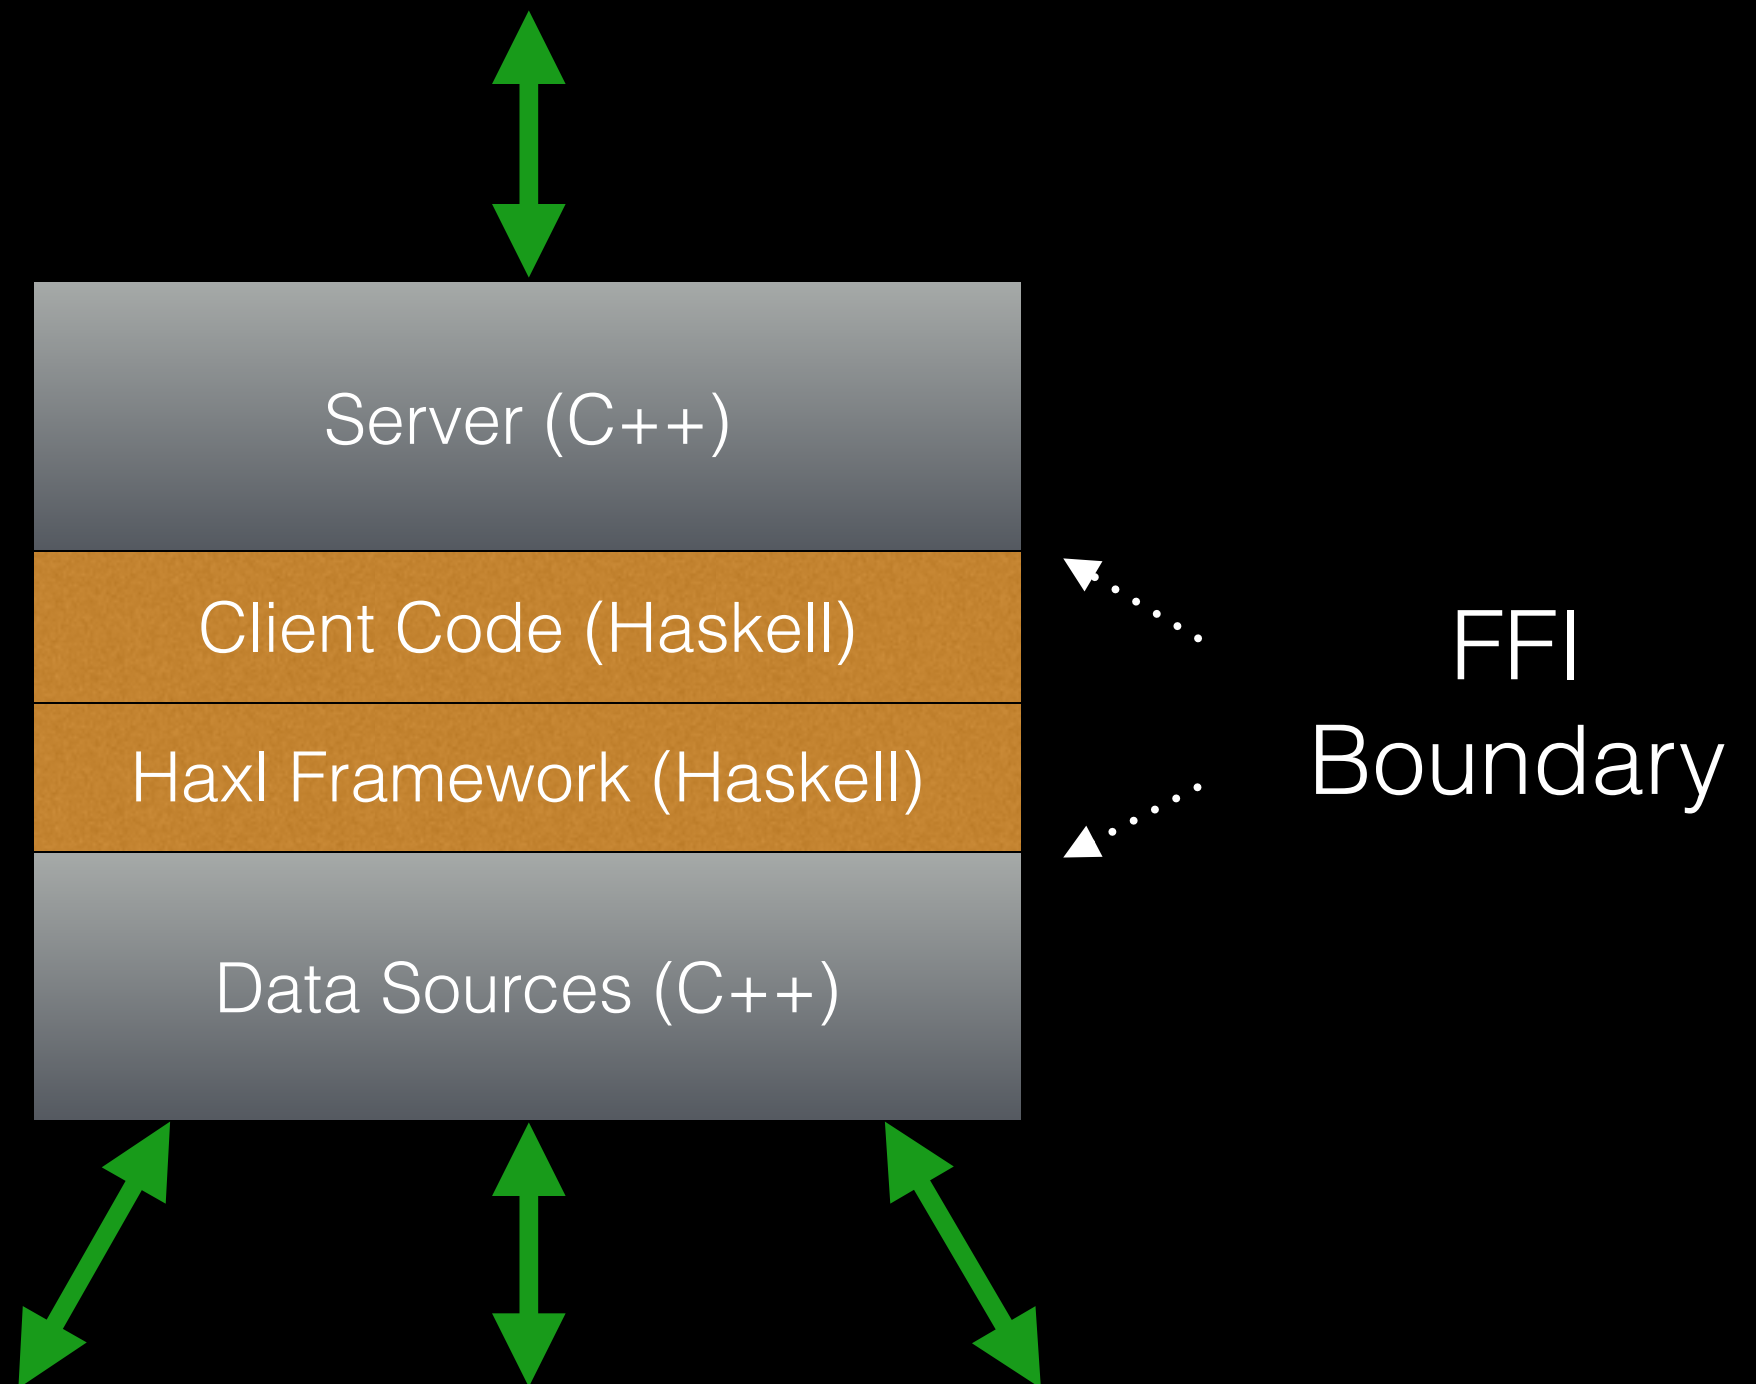 Server (C++)
Client Code (Haskell)
Haxl Framework (Haskell)
Data Sources (C++)
FFI
Boundary